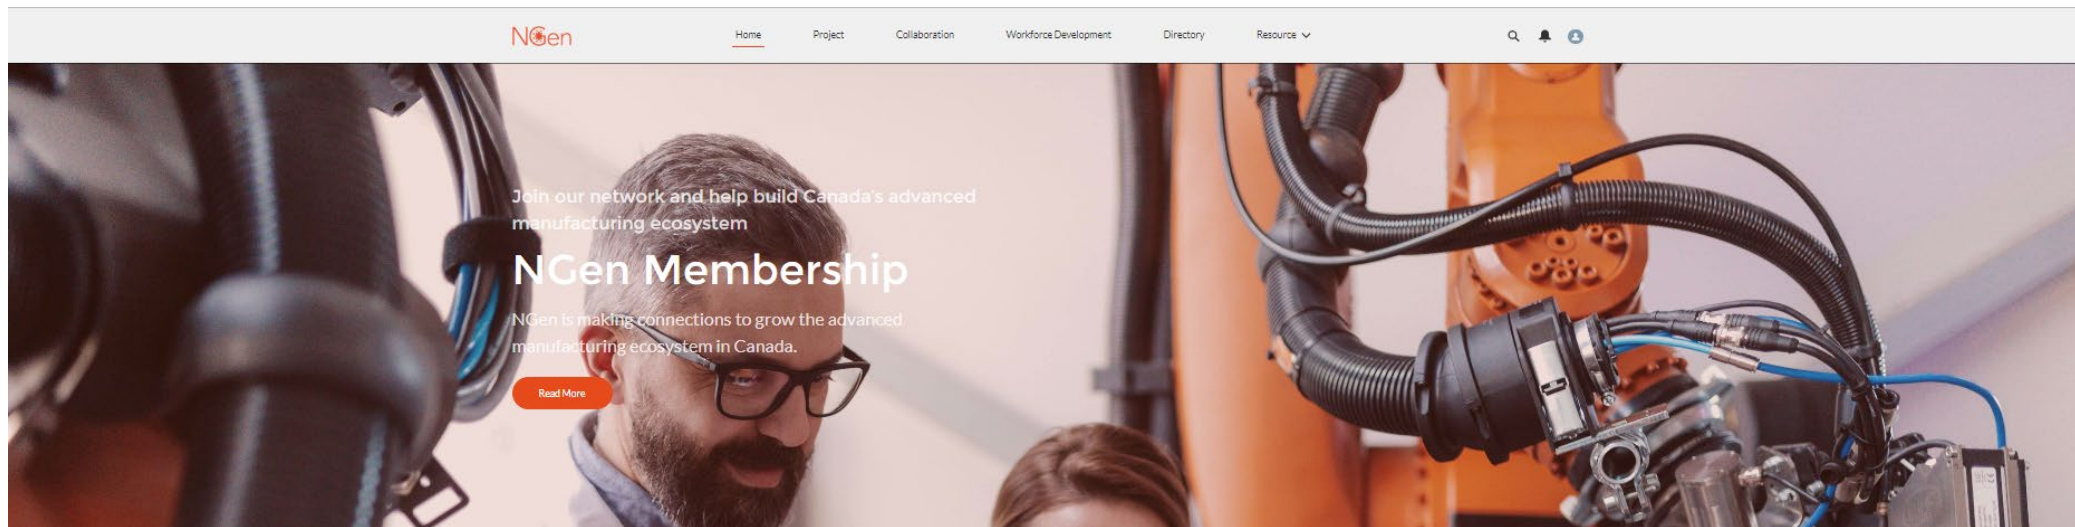 NGen
Home Project Collaboration Workforce Development Directory Resource
Join our network and help build Canada's advanced
manufacturing ecosystem
NGen Membership
NGen is making connections to grow the advanced
manufacturing ecosystem in Canada.
Read More